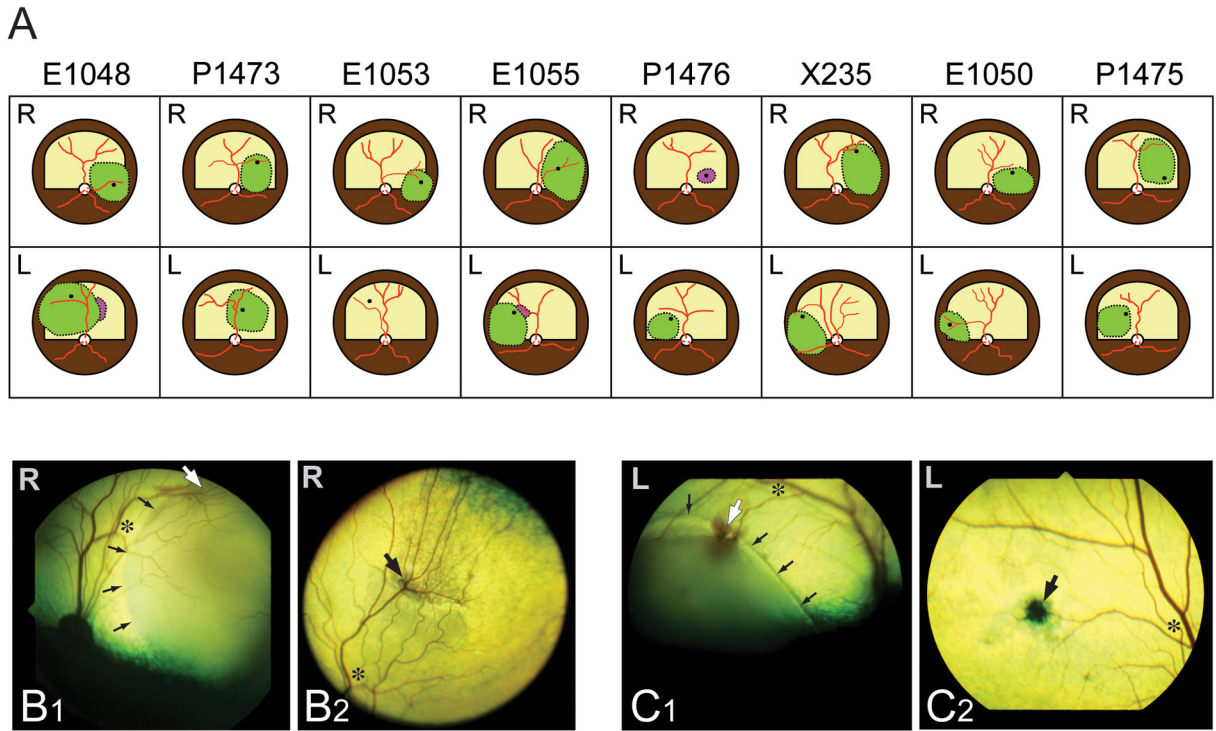 A
E1048 P1473 E1053 E1055 P1476 X235 E1050 P1475
R R R R R R R R
L L L L L L L L
R R L L
* * * *
B1 B2 C1 C2